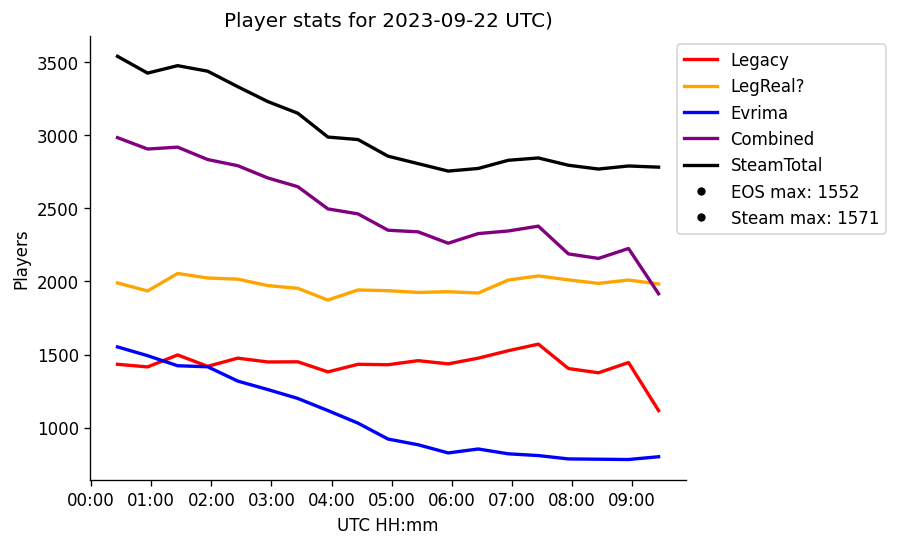 Player stats for 2023-09-22 UTC)
Legacy
LegReal?
Evrima
Combined
SteamTotal
EOS max: 1552
Steam max: 1571
Players
3500
3000
2500
2000
1500
1000
00:00 01:00 02:00 03:00 04:00 05:00 06:00 07:00 08:00 09:00
UTC HH:mm